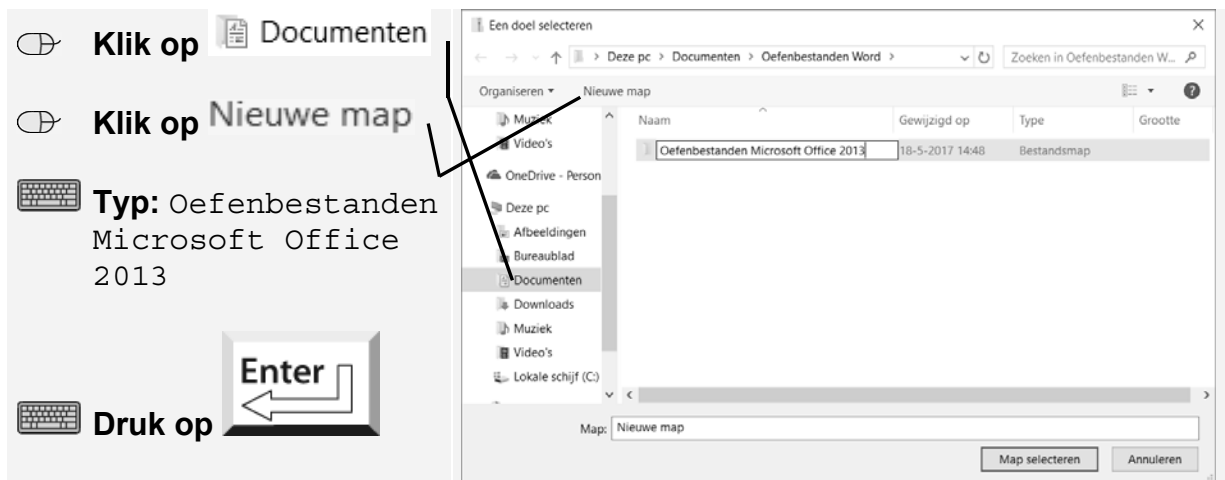 Klik op Documenten
Klik op Nieuwe map
Typ: Oefenbestanden
Microsoft Office
2013
Enter
Druk op
Een doel selecteren
> Deze pc > Documenten > Oefenbestanden Word >
Zoeken in Oefenbestanden W...
Organiseren
Nieuwe map
Naam
Gewijzigd op
Type
Grootte
Oefenbestanden Microsoft Office 2013
18-5-2017 14:48
Bestandsmap
Muziek
Video's
OneDrive - Person
Deze pc
Afbeeldingen
Bureaublad
Documenten
Downloads
Muziek
Video's
Lokale schijf (C:)
Map: Nieuwe map
Map selecteren
Annuleren